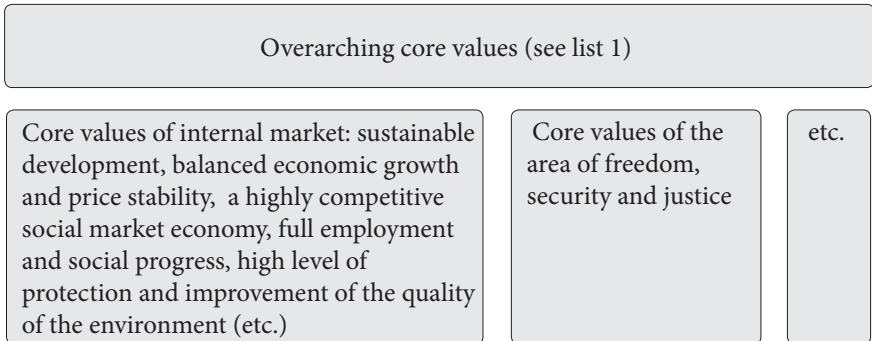 Overarching core values (see list 1)
Core values of internal market: sustainable
development, balanced economic growth
and price stability, a highly competitive
social market economy, full employment
and social progress, high level of
protection and improvement of the quality
of the environment (etc.)
Core values of the
area of freedom,
security and justice
etc.